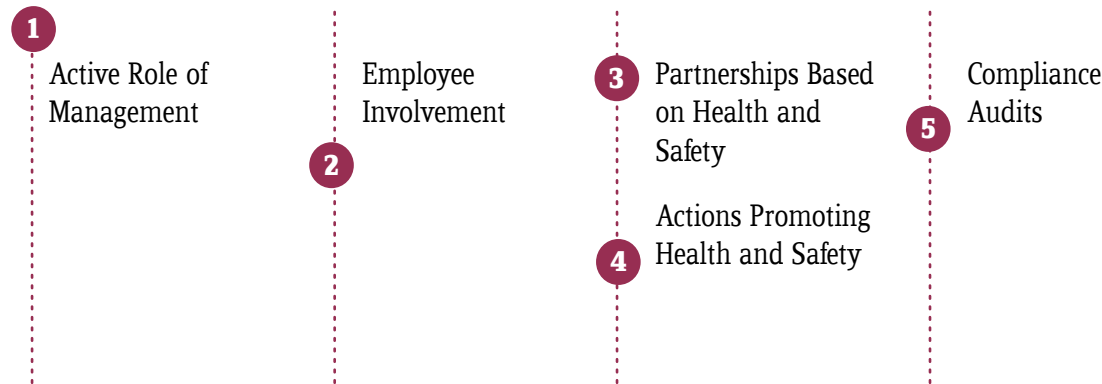 1
Active Role of
Management
2
Employee
Involvement
3
Partnerships Based
on Health and
Safety
4
Actions Promoting
Health and Safety
5
Compliance
Audits